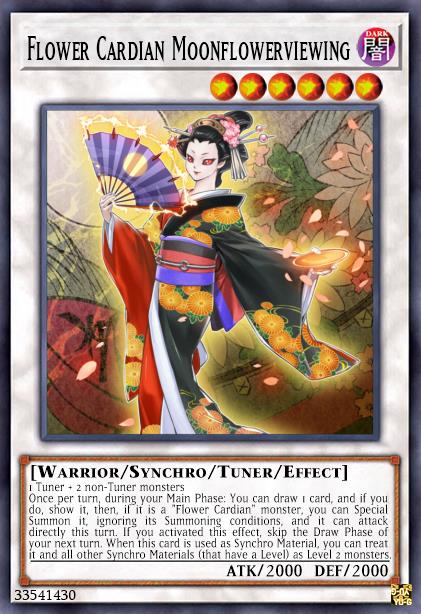 Flower Cardian Moonflowerviewing
DARK
闇
[Warrior/Synchro/Tuner/Effect]
1 Tuner + 2 non-Tuner monsters
Once per turn, during your Main Phase: You can draw 1 card, and if you
do, show it, then, if it is a "Flower Cardian" monster, you can Special
Summon it, ignoring its Summoning conditions, and it can attack
directly this turn. If you activated this effect, skip the Draw Phase of
your next turn. When this card is used as Synchro Material, you can treat
it and all other Synchro Materials (that have a Level) as Level 2 monsters.
ATK/2000 DEF/2000
33541430